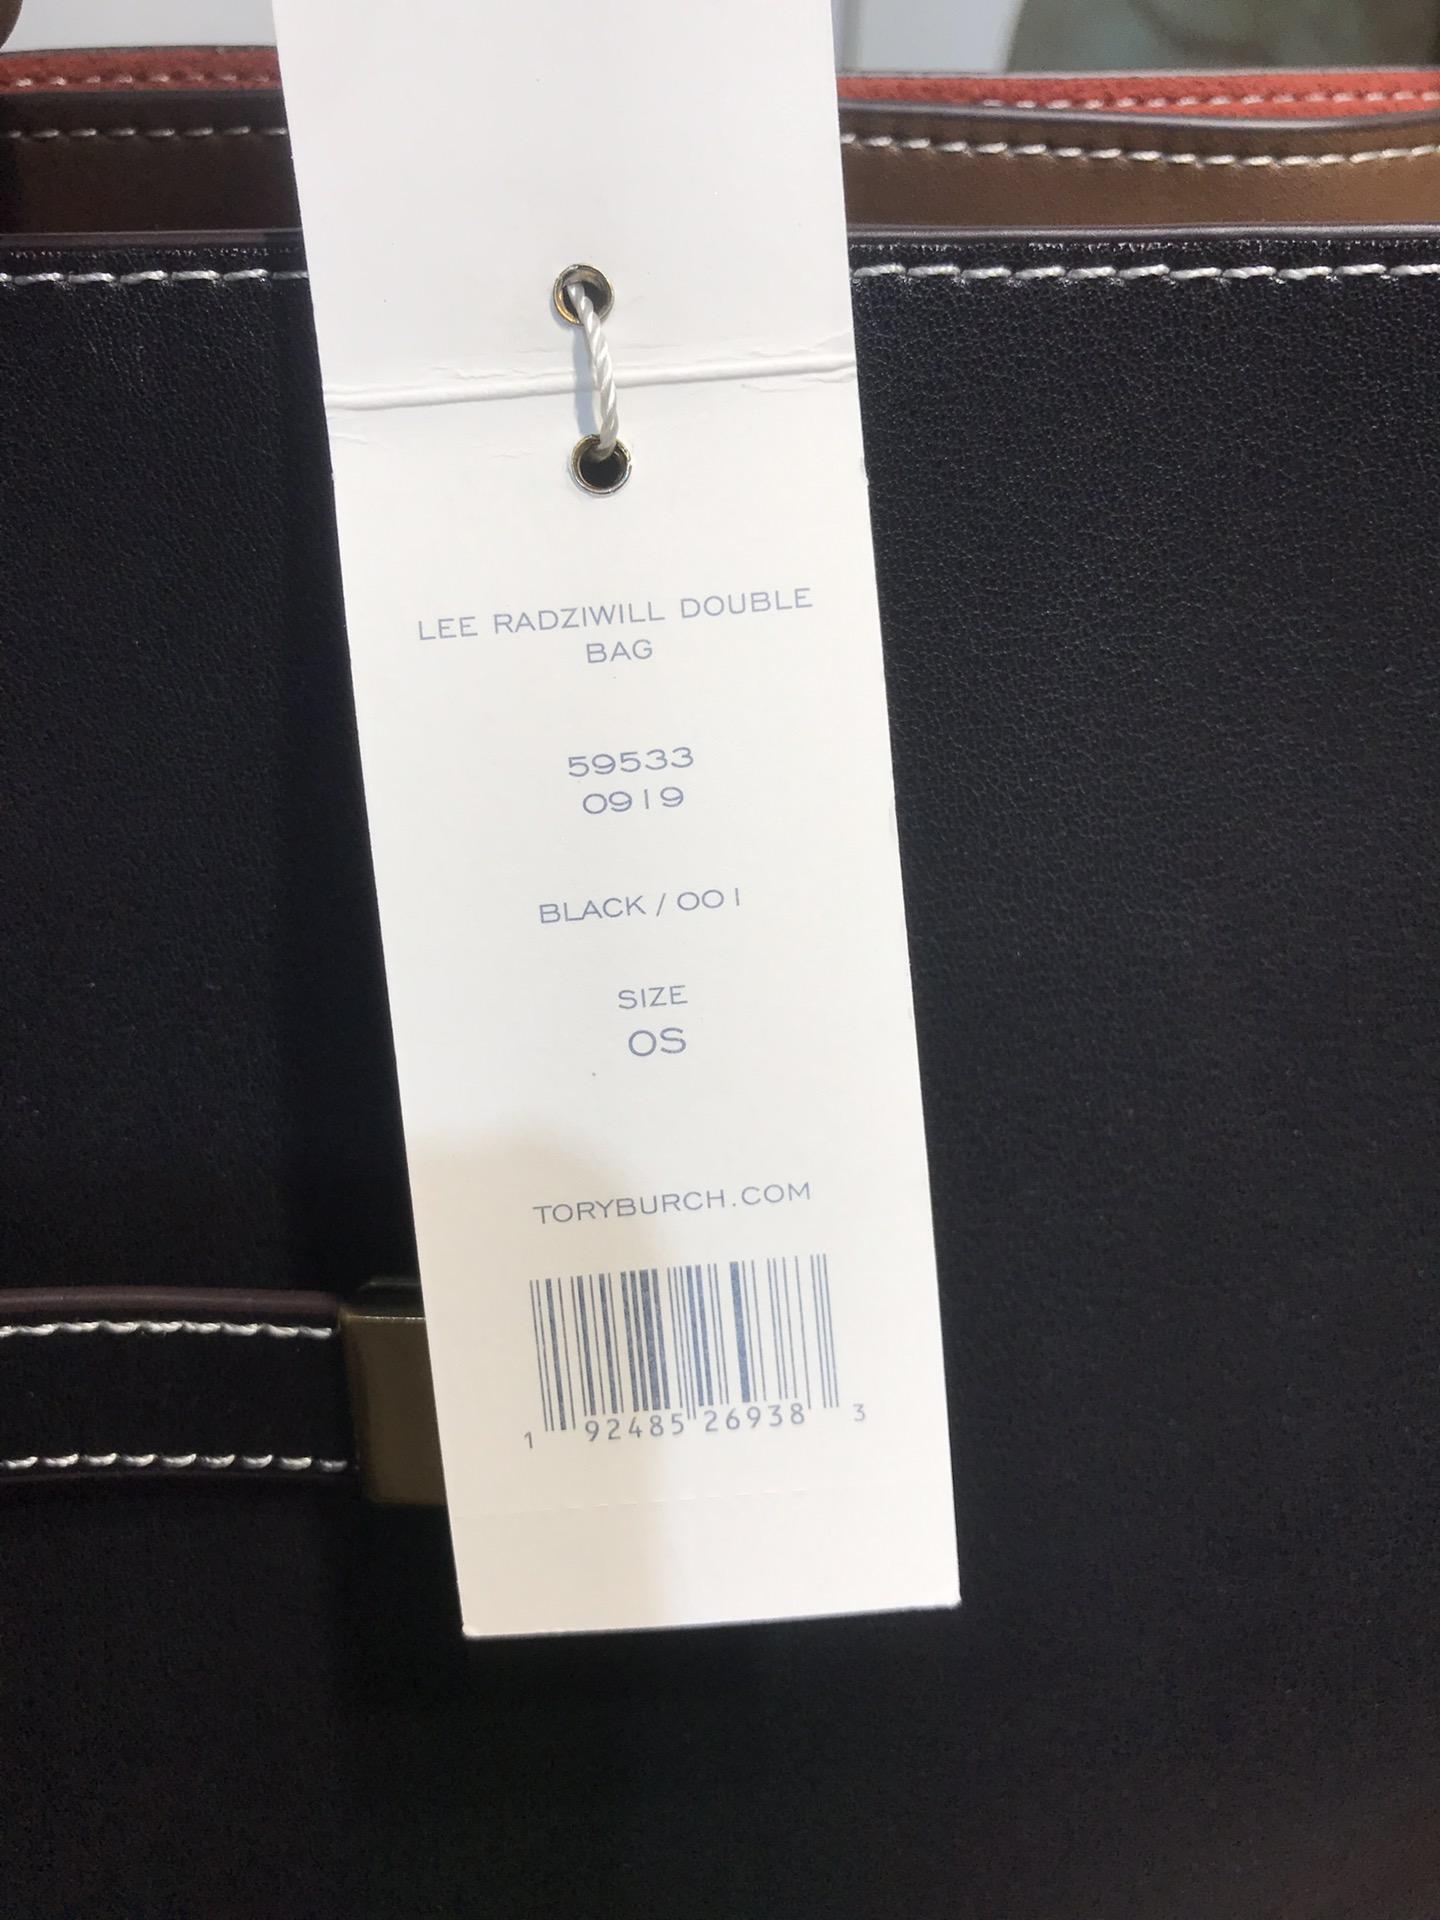 LEE RADZIWILL DOUBLE
BAG
59533
0919
BLACK / 001
SIZE
OS
TORYBURCH.COM
1 92485 26938 3